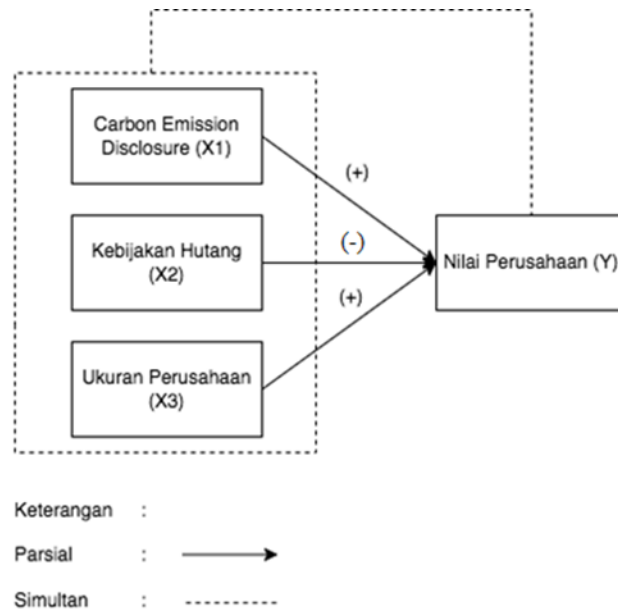 Carbon Emission
Disclosure (X1)
(+)
Kebijakan Hutang
(X2)
(-)
Nilai Perusahaan (Y)
(+)
Ukuran Perusahaan
(X3)
Keterangan :
Parsial :
Simultan :